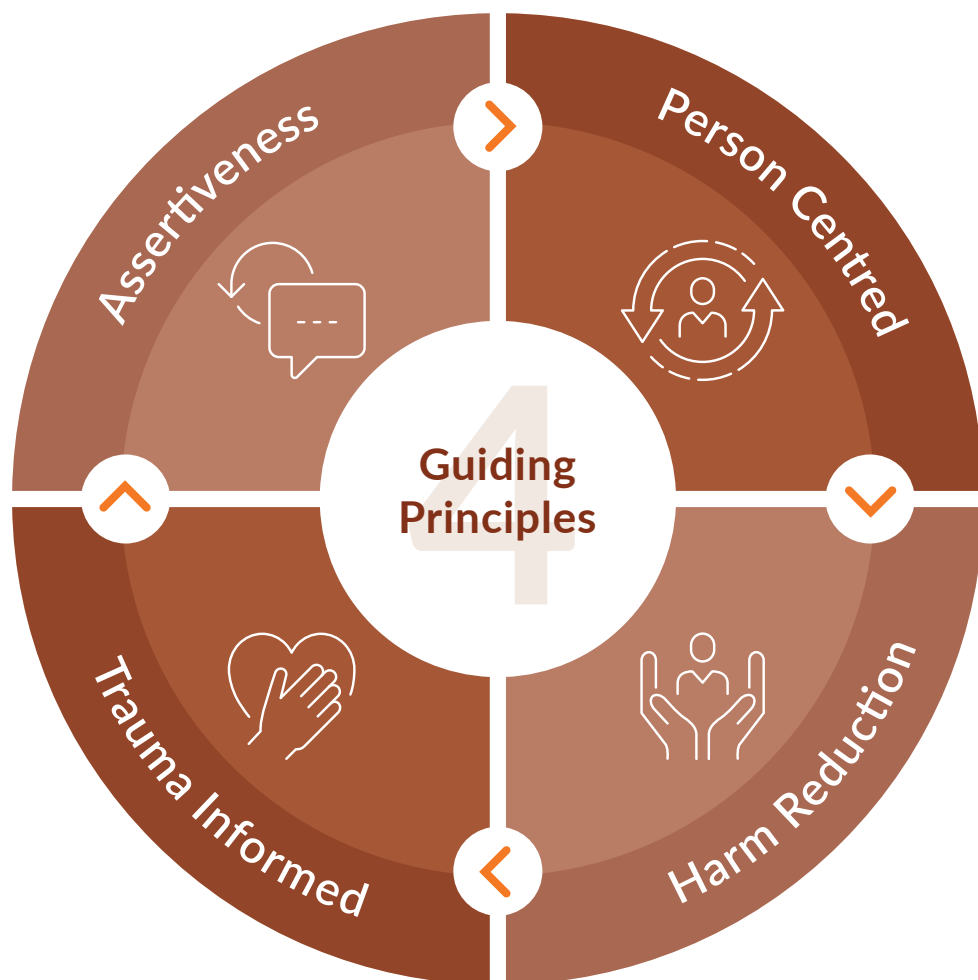 Assertiveness
Person Centred
4
Guiding
Principles
Trauma Informed
Harm Reduction